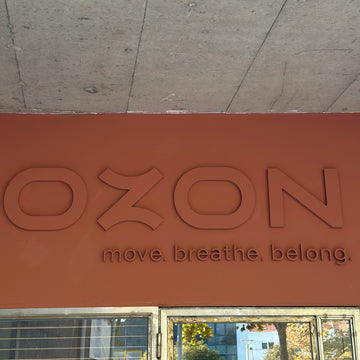 OZON
move. breathe. belong.